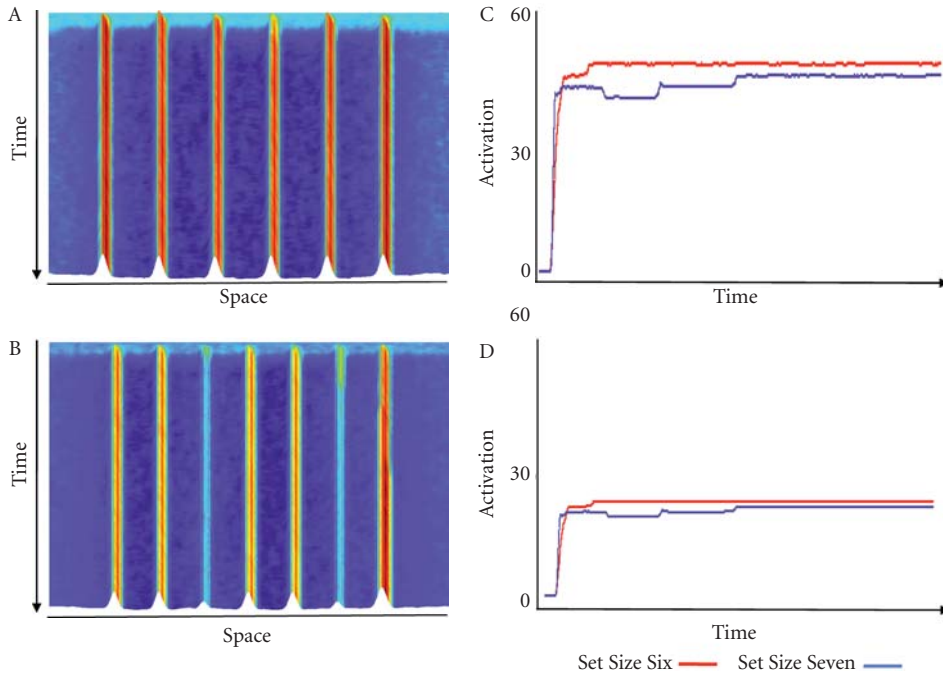 A
Time
Space
B
Time
Space
C
60
30
0
Activation
Time
D
60
30
0
Activation
Time
Set Size Six
Set Size Seven